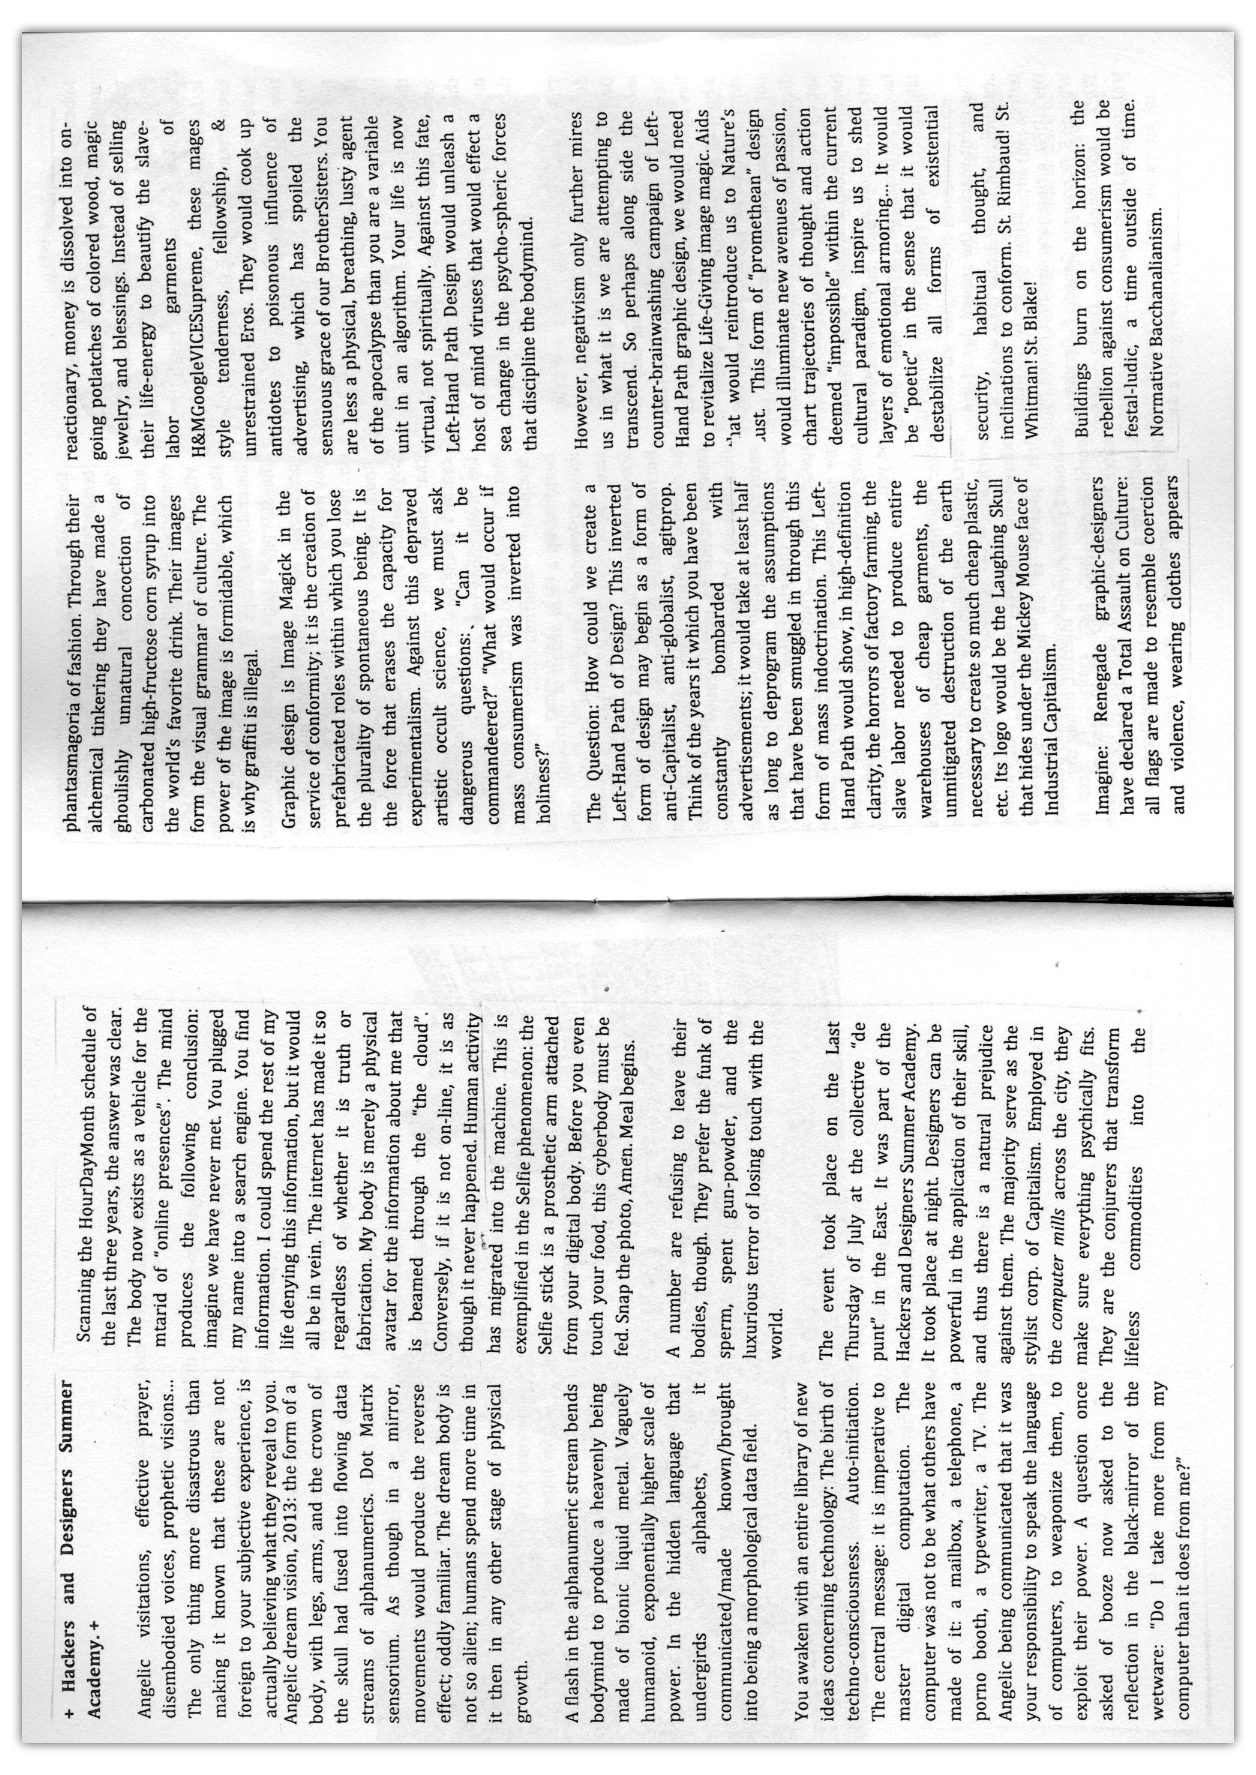 + Hackers and Designers Summer
Academy. +
Angelic visitations, effective prayer,
disembodied voices, prophetic visions...
The only thing more disastrous than
making it known that these are not
foreign to your subjective experience, is
actually believing what they reveal to you.
Angelic dream vision, 2013: the form of a
body, with legs, arms, and the crown of
the skull had fused into flowing data
streams of alphanumerics. Dot Matrix
sensorium. As though in a mirror,
movements would produce the reverse
effect; oddly familiar. The dream body is
not so alien; humans spend more time in
it then in any other stage of physical
growth.
A flash in the alphanumeric stream bends
bodymind to produce a heavenly being
made of bionic liquid metal. Vaguely
humanoid, exponentially higher scale of
power. In the hidden language that
undergirds alphabets, it
communicated/made known/brought
into being a morphological data field.
You awaken with an entire library of new
ideas concerning technology: The birth of
techno-consciousness. Auto-initiation.
The central message: it is imperative to
master digital computation. The
computer was not to be what others have
made of it: a mailbox, a telephone, a
porno booth, a typewriter, a TV. The
Angelic being communicated that it was
your responsibility to speak the language
of computers, to weaponize them, to
exploit their power. A question once
asked of booze now asked to the
reflection in the black-mirror of the
wetware: "Do I take more from my
computer than it does from me?"
Scanning the HourDayMonth schedule of
the last three years, the answer was clear.
The body now exists as a vehicle for the
mtarid of "online presences". The mind
produces the following conclusion:
imagine we have never met. You plugged
my name into a search engine. You find
information. I could spend the rest of my
life denying this information, but it would
all be in vein. The internet has made it so
regardless of whether it is truth or
fabrication. My body is merely a physical
avatar for the information about me that
is beamed through the "the cloud".
Conversely, if it is not on-line, it is as
though it never happened. Human activity
has migrated into the machine. This is
exemplified in the Selfie phenomenon: the
Selfie stick is a prosthetic arm attached
from your digital body. Before you even
touch your food, this cyberbody must be
fed. Snap the photo, Amen. Meal begins.
A number are refusing to leave their
bodies, though. They prefer the funk of
sperm, spent gun-powder, and the
luxurious terror of losing touch with the
world.
The event took place on the Last
Thursday of July at the collective "de
punt" in the East. It was part of the
Hackers and Designers Summer Academy.
It took place at night. Designers can be
powerful in the application of their skill,
and thus there is a natural prejudice
against them. The majority serve as the
stylist corp. of Capitalism. Employed in
the computer mills across the city, they
make sure everything psychically fits.
They are the conjurers that transform
lifeless commodities into the
phantasmagoria of fashion. Through their
alchemical tinkering they have made a
ghoulishly unnatural concoction of
carbonated high-fructose corn syrup into
the world's favorite drink. Their images
form the visual grammar of culture. The
power of the image is formidable, which
is why graffiti is illegal.
Graphic design is Image Magick in the
service of conformity; it is the creation of
prefabricated roles within which you lose
the plurality of spontaneous being. It is
the force that erases the capacity for
experimentalism. Against this depraved
artistic occult science, we must ask
dangerous questions: "Can it be
commandeered?" "What would occur if
mass consumerism was inverted into
holiness?"
The Question: How could we create a
Left-Hand Path of Design? This inverted
form of design may begin as a form of
anti-Capitalist, anti-globalist, agitprop.
Think of the years it which you have been
constantly bombarded with
advertisements; it would take at least half
as long to deprogram the assumptions
that have been smuggled in through this
form of mass indoctrination. This Left-
Hand Path would show, in high-definition
clarity, the horrors of factory farming, the
slave labor needed to produce entire
warehouses of cheap garments, the
unmitigated destruction of the earth
necessary to create so much cheap plastic,
etc. Its logo would be the Laughing Skull
that hides under the Mickey Mouse face of
Industrial Capitalism.
Imagine: Renegade graphic-designers
have declared a Total Assault on Culture:
all flags are made to resemble coercion
and violence, wearing clothes appears
reactionary, money is dissolved into on-
going potlatches of colored wood, magic
jewelry, and blessings. Instead of selling
their life-energy to beautify the slave-
labor garments of
H&MGoogleVICESupreme, these mages
style tenderness, fellowship, &
unrestrained Eros. They would cook up
antidotes to poisonous influence of
advertising, which has spoiled the
sensuous grace of our BrotherSisters. You
are less a physical, breathing, lusty agent
of the apocalypse than you are a variable
unit in an algorithm. Your life is now
virtual, not spiritually. Against this fate,
Left-Hand Path Design would unleash a
host of mind viruses that would effect a
sea change in the psycho-spheric forces
that discipline the bodymind.
However, negativism only further mires
us in what it is we are attempting to
transcend. So perhaps along side the
counter-brainwashing campaign of Left-
Hand Path graphic design, we would need
to revitalize Life-Giving image magic. Aids
would reintroduce us to Nature's
This form of "promethean" design
would illuminate new avenues of passion,
chart trajectories of thought and action
deemed "impossible" within the current
cultural paradigm, inspire us to shed
layers of emotional armoring... It would
be "poetic" in the sense that it would
destabilize all forms of existential
security, habitual thought, and
inclinations to conform. St. Rimbaud! St.
Whitman! St. Blake!
Buildings burn on the horizon: the
rebellion against consumerism would be
festal-ludic, a time outside of time.
Normative Bacchanalianism.